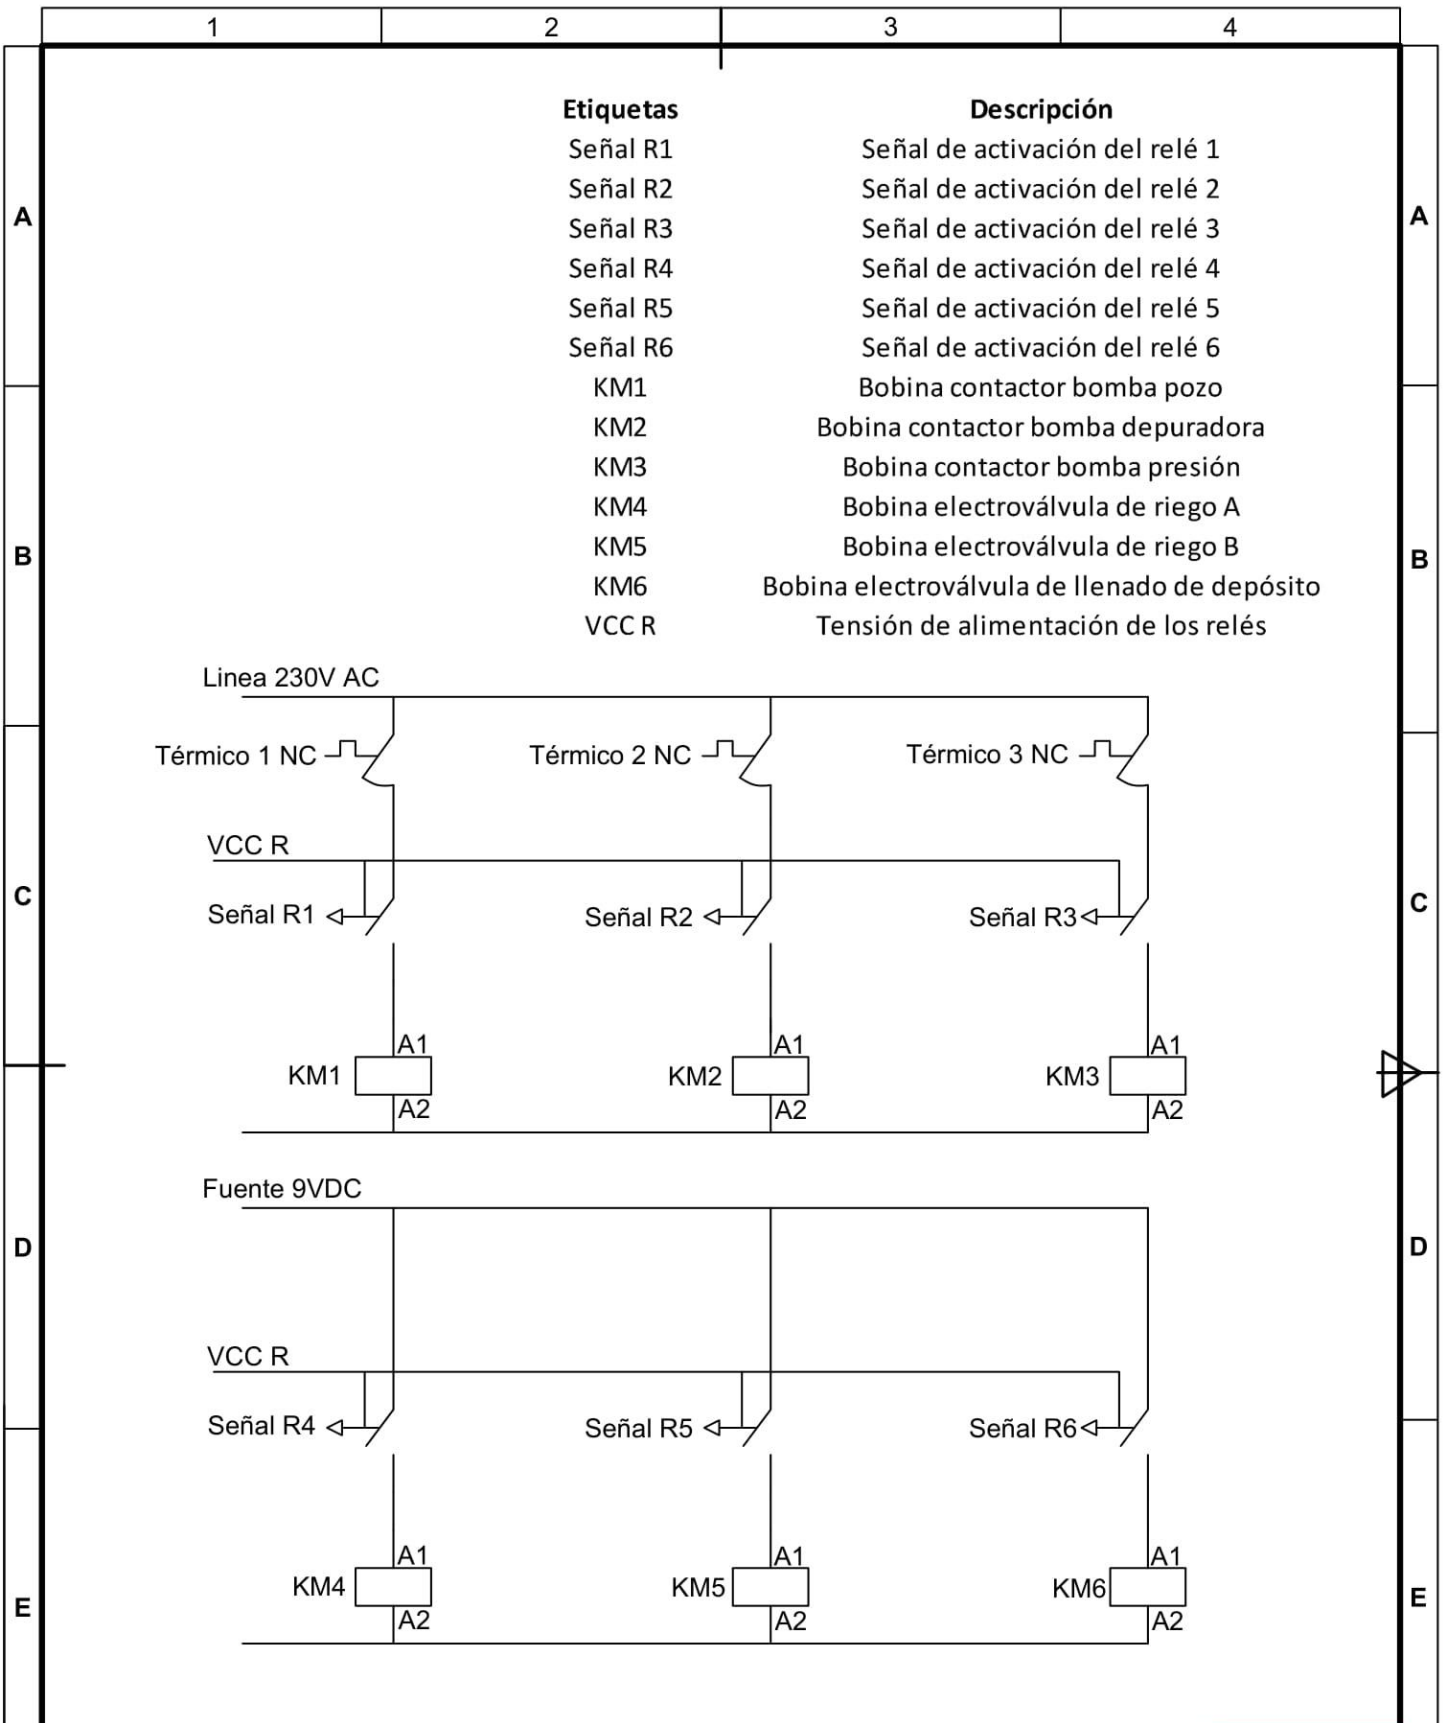 1 2 3 4
Etiquetas Descripción
Señal R1 Señal de activación del relé 1
Señal R2 Señal de activación del relé 2
A A
Señal R3 Señal de activación del relé 3
Señal R4 Señal de activación del relé 4
Señal R5 Señal de activación del relé 5
Señal R6 Señal de activación del relé 6
KM1 Bobina contactor bomba pozo
KM2 Bobina contactor bomba depuradora
KM3 Bobina contactor bomba presión
KM4 Bobina electroválvula de riego A
KM5 Bobina electroválvula de riego B
B B
KM6 Bobina electroválvula de llenado de depósito
VCC R Tensión de alimentación de los relés
Linea 230V AC
Térmico 1 NC Térmico 2 NC Térmico 3 NC
VCC R
C C
Señal R1 Señal R2 Señal R3
A1 A1 A1
KM1 KM2 KM3
A2 A2 A2
Fuente 9VDC
D D
VCC R
Señal R4 Señal R5 Señal R6
A1 A1 A1
KM4 KM5 KM6
E E
A2 A2 A2